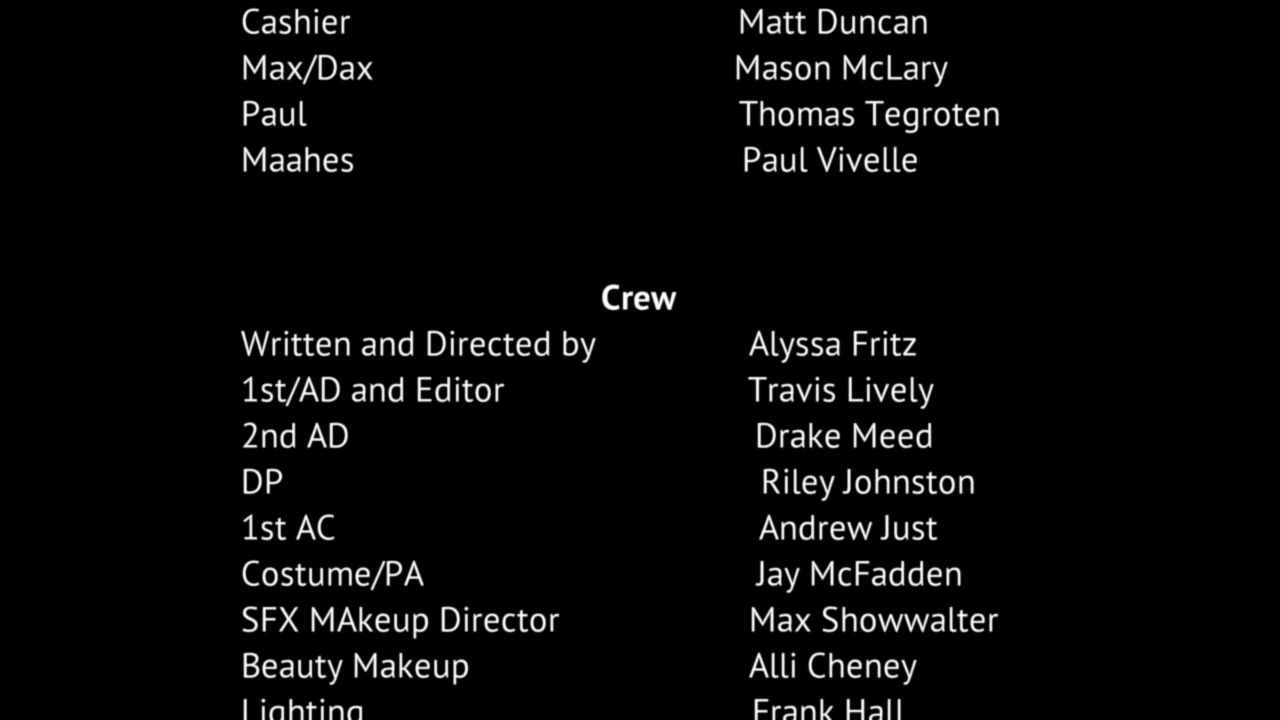 Cashier Matt Duncan
Max/Dax Mason McLary
Paul Thomas Tegroten
Maahes Paul Vivelle
Crew
Written and Directed by Alyssa Fritz
1st/AD and Editor Travis Lively
2nd AD Drake Meed
DP Riley Johnston
1st AC Andrew Just
Costume/PA Jay McFadden
SFX MAkeup Director Max Showwalter
Beauty Makeup Alli Cheney
Lighting Frank Hall